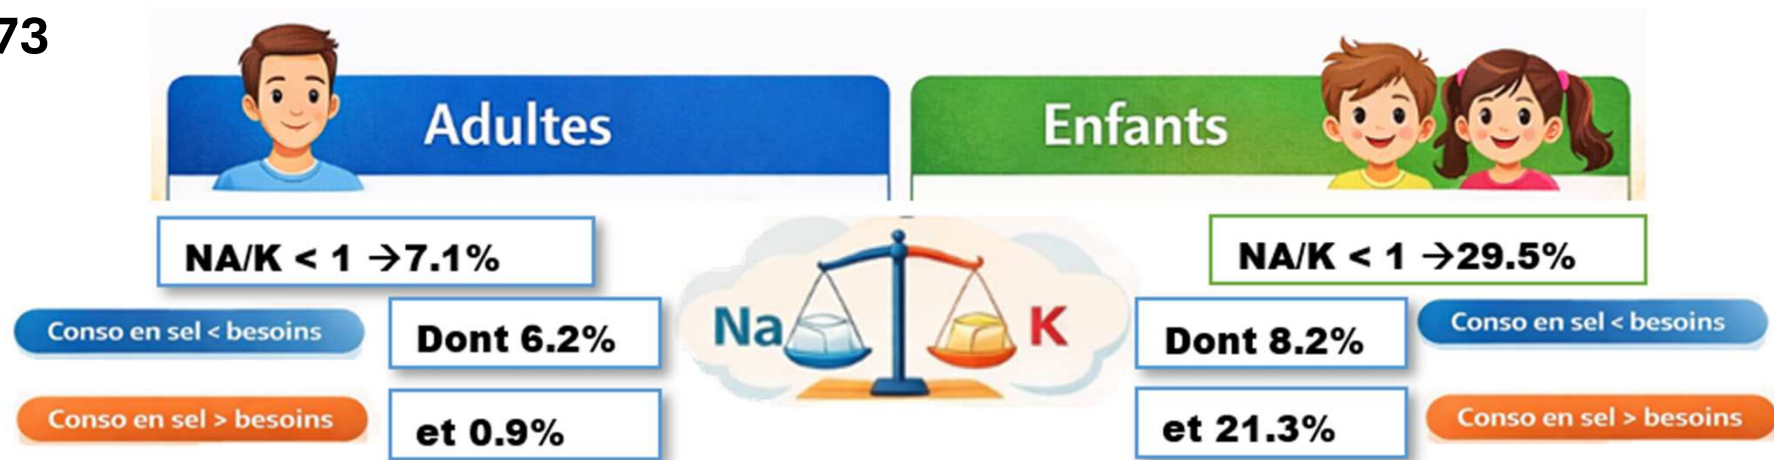 73
Adultes
Enfants
NA/K < 1 →7.1%
NA/K < 1 →29.5%
Na
K
Conso en sel < besoins
Dont 6.2%
Dont 8.2%
Conso en sel < besoins
Conso en sel > besoins
et 0.9%
et 21.3%
Conso en sel > besoins